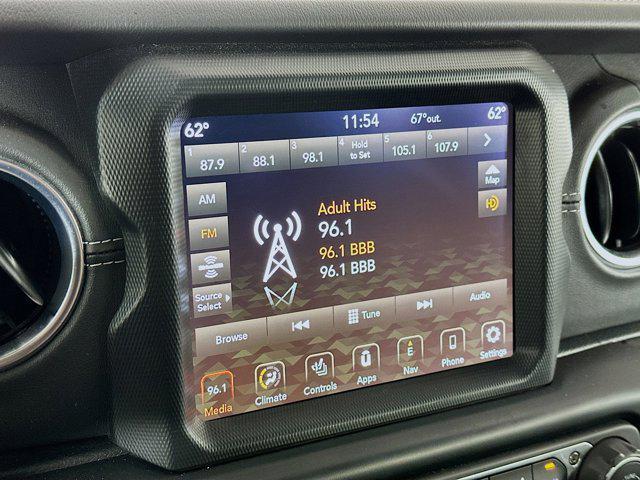 62° 11:54 67°out. 62°
1 87.9 2 88.1 3 98.1 4 Hold to Set 5 105.1 6 107.9
AM
Map
FM
HD
Adult Hits
96.1
96.1 BBB
96.1 BBB
SiriusXM
Source Select
Browse Tune Audio
96.1
E
Media Climate Controls Apps Nav Phone Settings